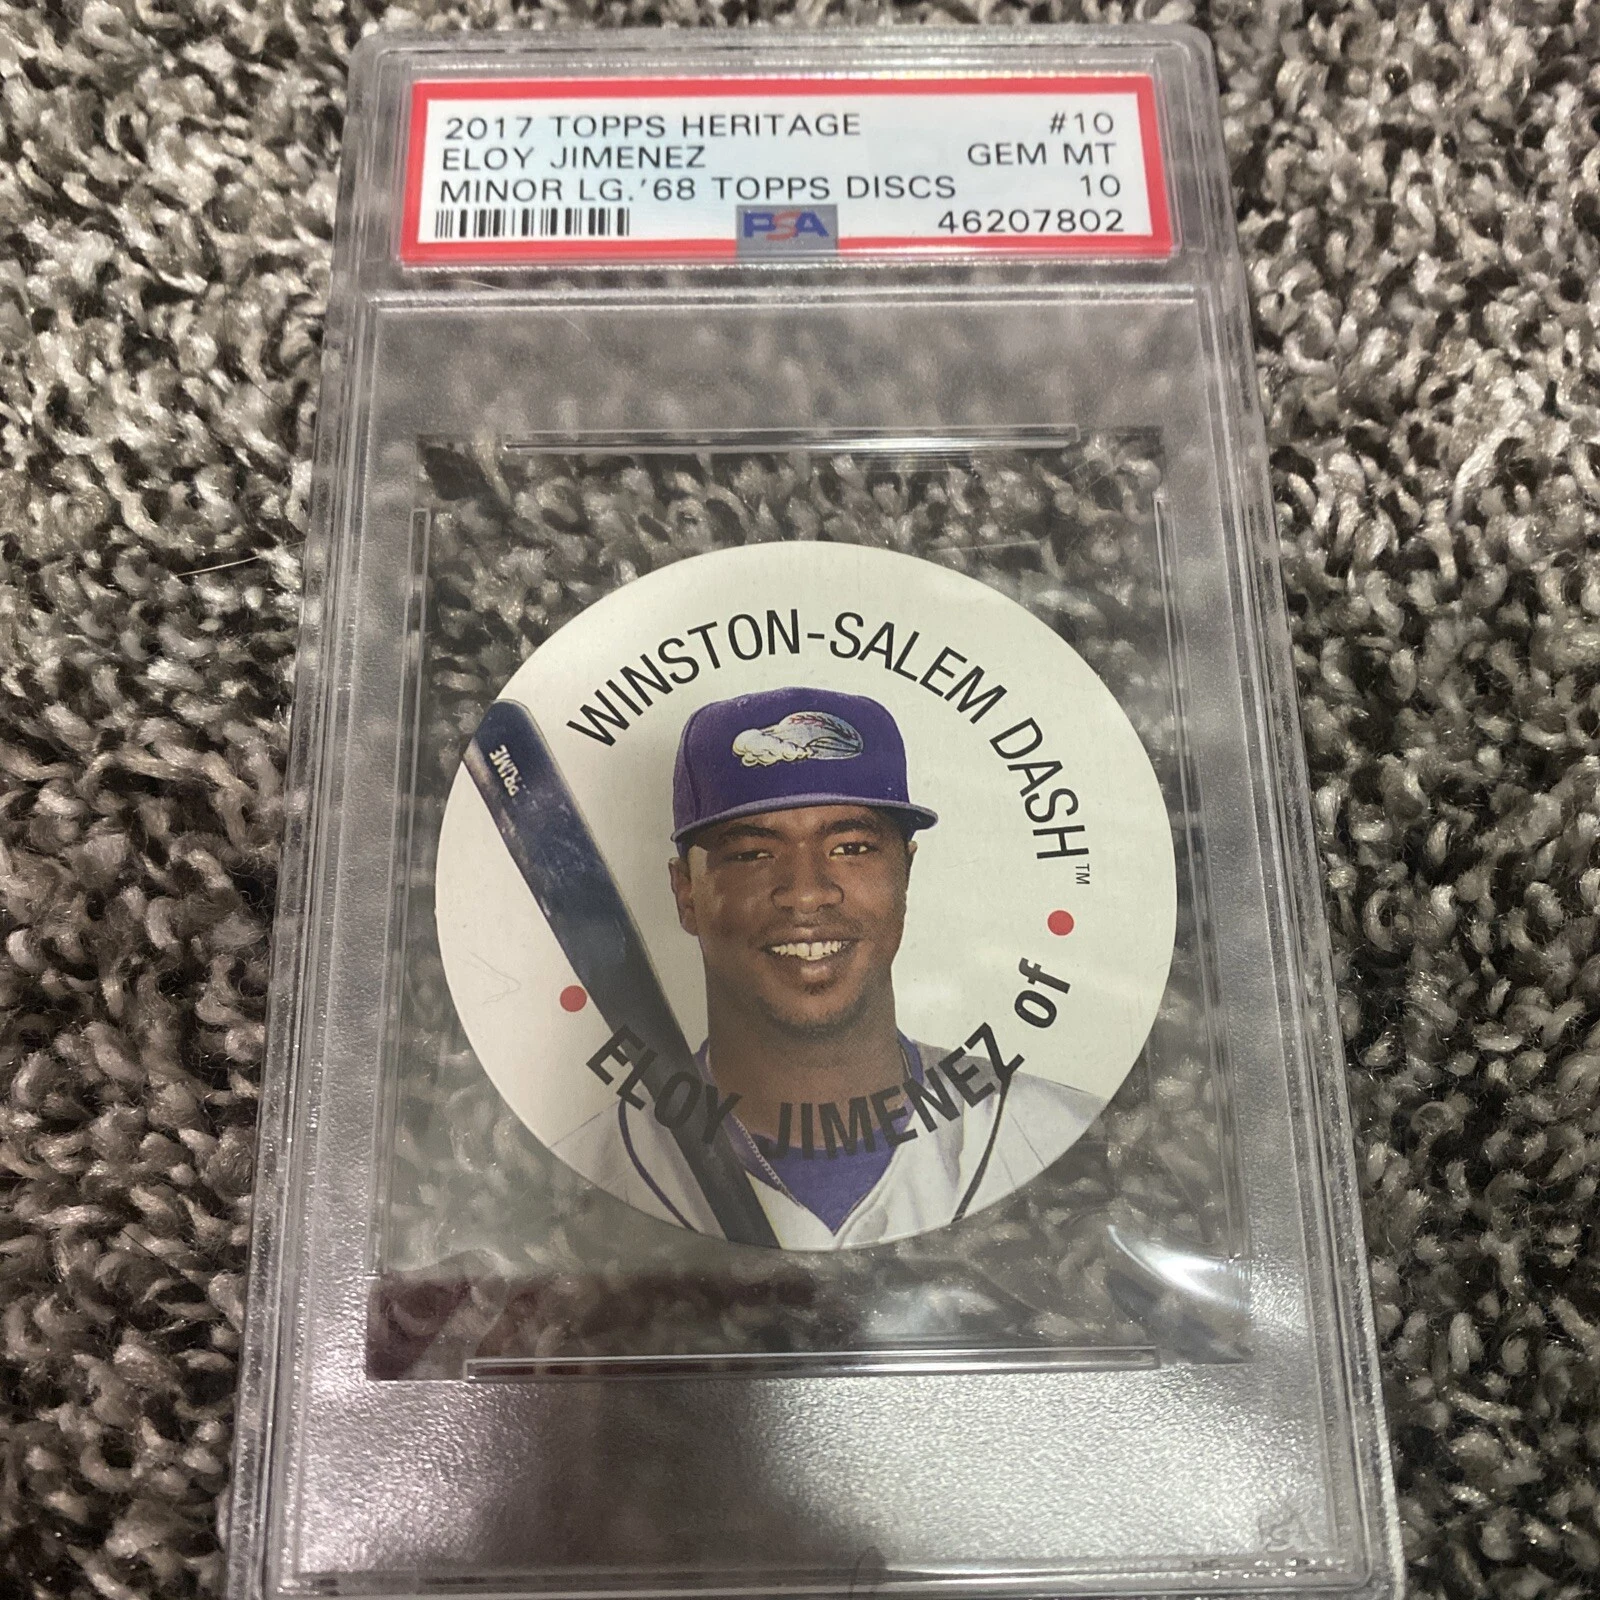 2017 TOPPS HERITAGE #10
ELOY JIMENEZ GEM MT
MINOR LG.'68 TOPPS DISCS 10
PSA 46207802
WINSTON-SALEM DASH™
PRIME
ELOY JIMENEZ of